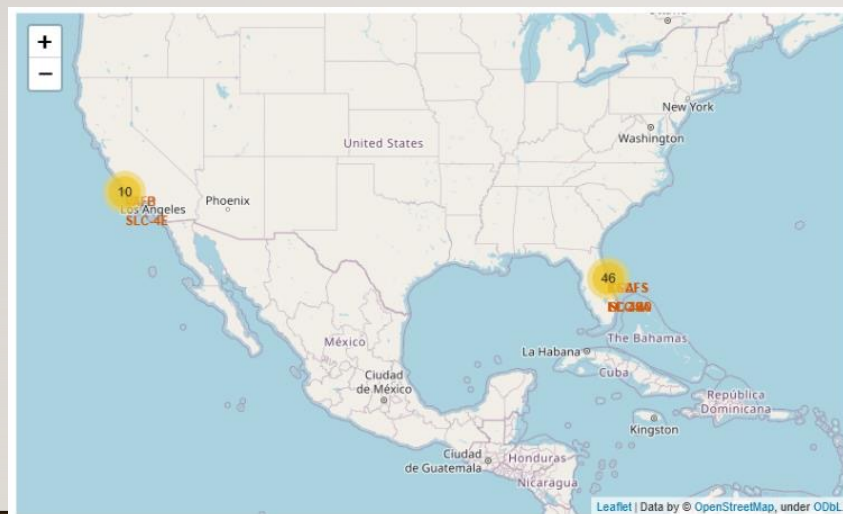 +
−
New York
Washington
United States
10
Los Angeles
SLC-4E
Phoenix
46
México
La Habana
The Bahamas
Cuba
Ciudad
de México
República
Dominicana
Kingston
Ciudad
de Guatemala
Honduras
Nicaragua
Leaflet | Data by © OpenStreetMap, under ODbL